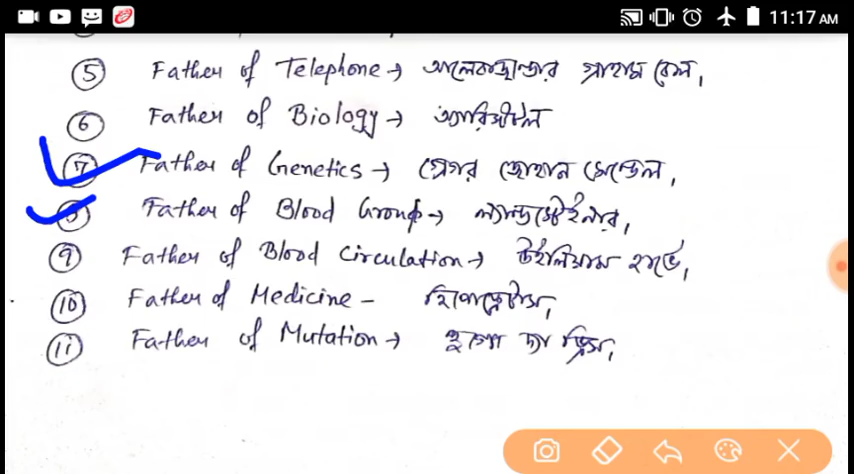 11:17 AM
5 Father of Telephone → আলেকজান্ডার গ্রাহাম বেল,
6 Father of Biology → অ্যারিস্টটল
7 Father of Genetics → গ্রেগর জোহান মেন্ডেল,
8 Father of Blood Group → ল্যান্ডস্টেইনার,
9 Father of Blood Circulation → উইলিয়াম হার্ভে,
10 Father of Medicine - হিপোক্রেটাস,
11 Father of Mutation → হুগো দ্য ভ্রিস,